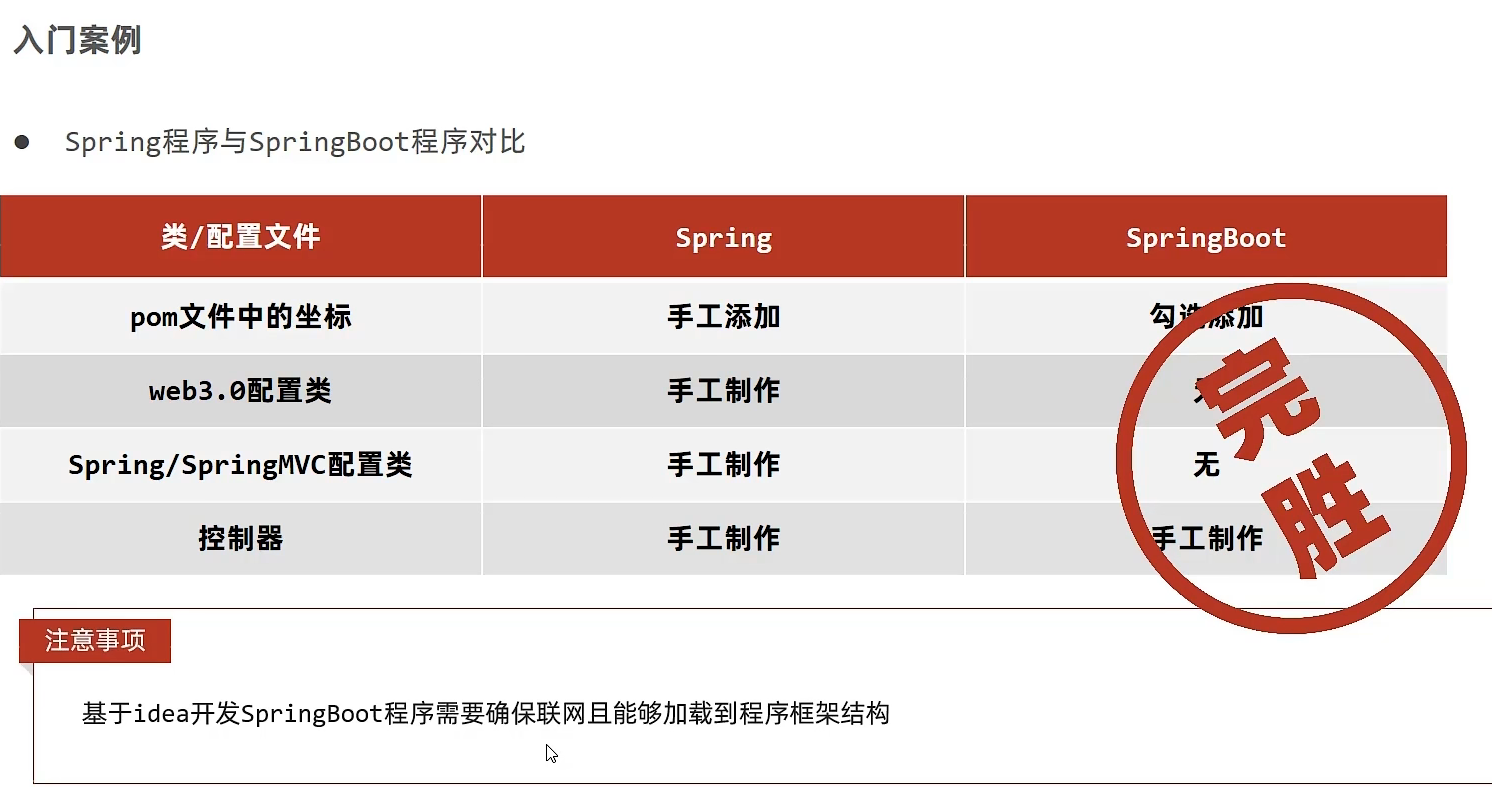 入门案例
● Spring程序与SpringBoot程序对比
类/配置文件 Spring SpringBoot
pom文件中的坐标 手工添加 勾选添加
web3.0配置类 手工制作
Spring/SpringMVC配置类 手工制作 无
控制器 手工制作 手工制作
完胜
注意事项
基于idea开发SpringBoot程序需要确保联网且能够加载到程序框架结构